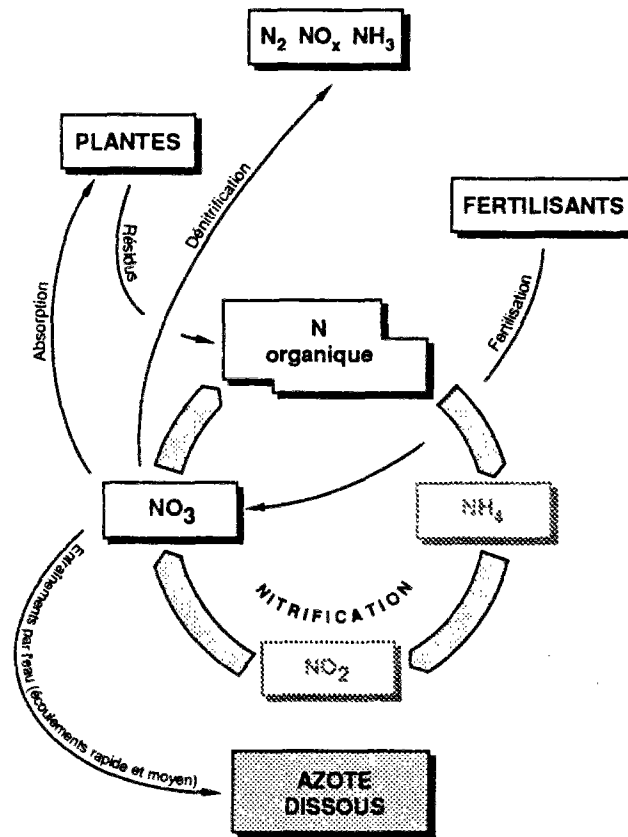 N₂ NOₓ NH₃
PLANTES
Dénitrification
FERTILISANTS
Résidus
Absorption
Fertilisation
N
organique
NO₃
NH₄
NITRIFICATION
NO₂
Entraînements par l'eau (écoulements rapide et moyen)
AZOTE
DISSOUS